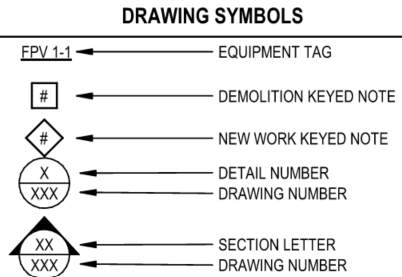 DRAWING SYMBOLS
FPV 1-1 EQUIPMENT TAG
# DEMOLITION KEYED NOTE
# NEW WORK KEYED NOTE
X DETAIL NUMBER
XXX DRAWING NUMBER
XX SECTION LETTER
XXX DRAWING NUMBER